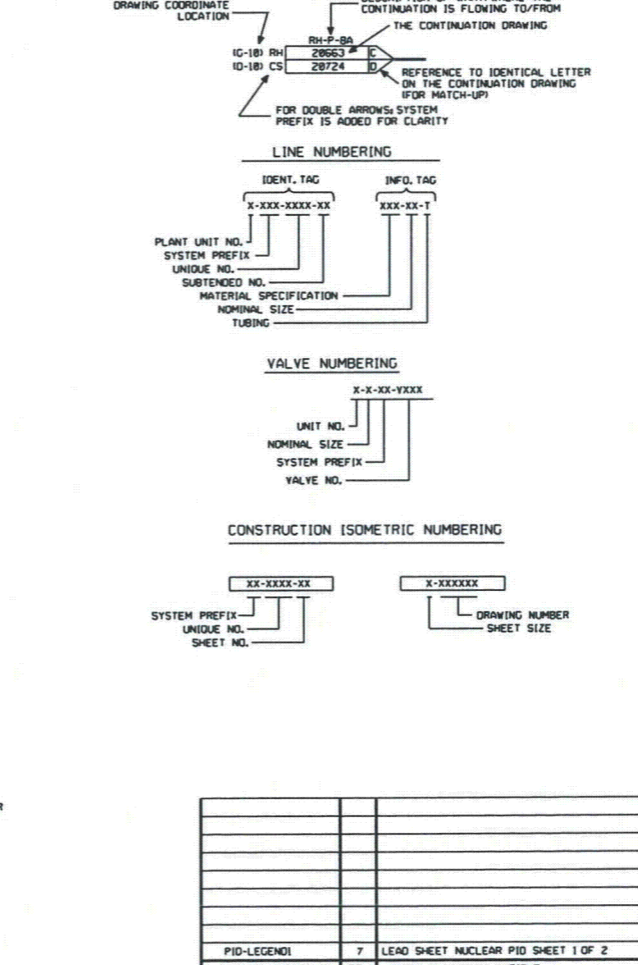 DRAWING COORDINATE
LOCATION
CONTINUATION IS FLOWING TO/FROM
THE CONTINUATION DRAWING
RH-P-8A
(G-10) RH 20663 C
(D-10) CS 20724 D
REFERENCE TO IDENTICAL LETTER
ON THE CONTINUATION DRAWING
(FOR MATCH-UP)
FOR DOUBLE ARROWS: SYSTEM
PREFIX IS ADDED FOR CLARITY
LINE NUMBERING
IDENT. TAG
INFO. TAG
X-XXX-XXXX-XX
XXX-XX-T
PLANT UNIT NO.
SYSTEM PREFIX
UNIQUE NO.
SUBTENDED NO.
MATERIAL SPECIFICATION
NOMINAL SIZE
TUBING
VALVE NUMBERING
X-X-XX-VXXX
UNIT NO.
NOMINAL SIZE
SYSTEM PREFIX
VALVE NO.
CONSTRUCTION ISOMETRIC NUMBERING
XX-XXXX-XX
X-XXXXXX
SYSTEM PREFIX
UNIQUE NO.
SHEET NO.
DRAWING NUMBER
SHEET SIZE
R
PID-LEGEND1 7 LEAD SHEET NUCLEAR PID SHEET 1 OF 2